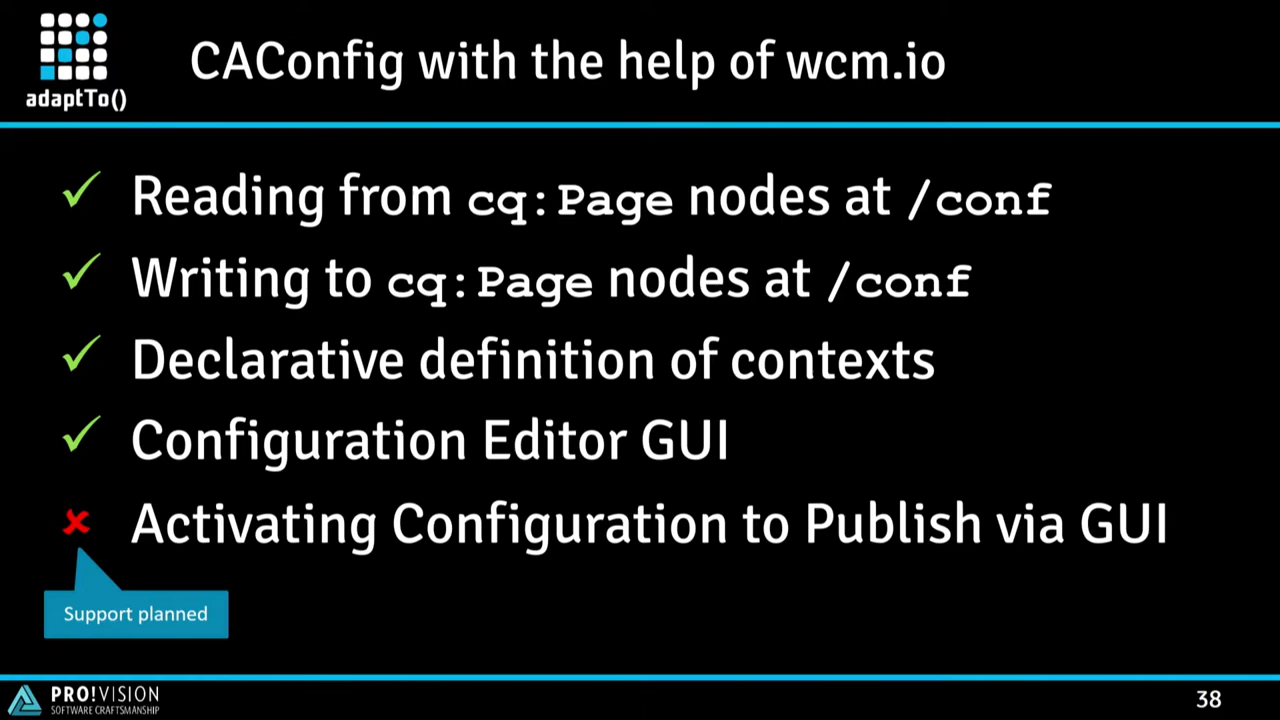 adaptTo()
CAConfig with the help of wcm.io
Reading from cq:Page nodes at /conf
Writing to cq:Page nodes at /conf
Declarative definition of contexts
Configuration Editor GUI
Activating Configuration to Publish via GUI
Support planned
PRO!VISION
SOFTWARE CRAFTSMANSHIP
38